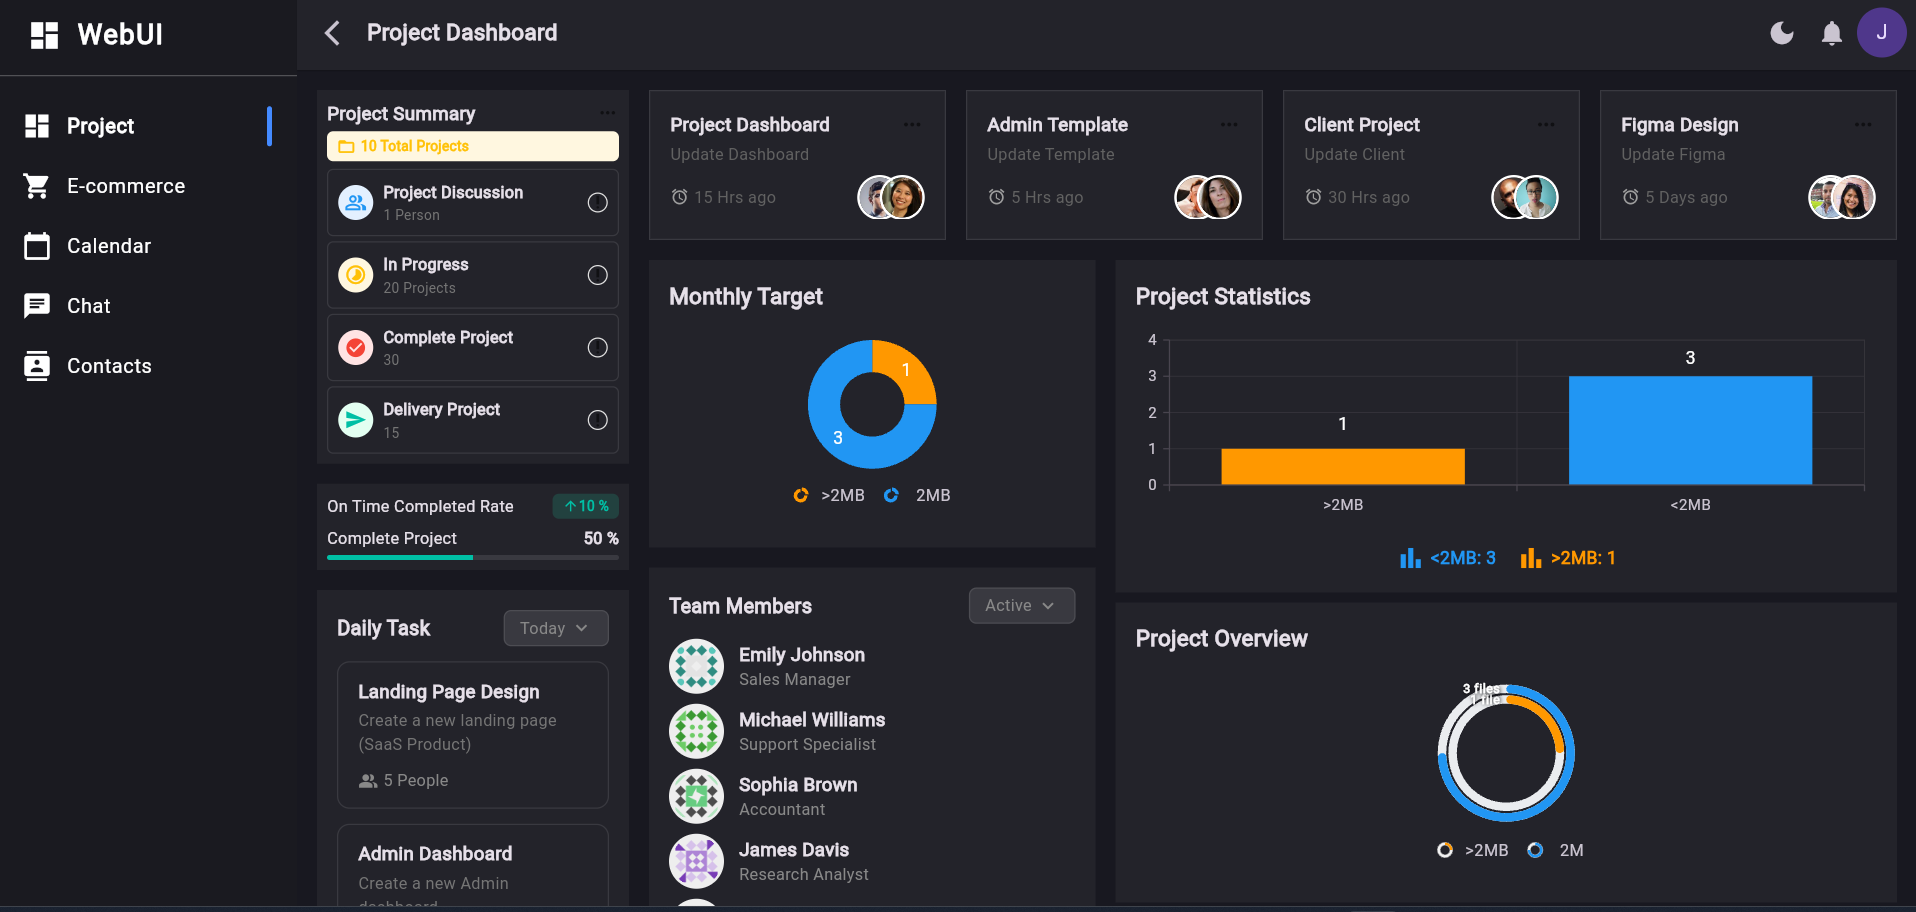 WebUI
Project Dashboard
J
Project
E-commerce
Calendar
Chat
Contacts
Project Summary
10 Total Projects
Project Discussion
1 Person
In Progress
20 Projects
Complete Project
30
Delivery Project
15
On Time Completed Rate
10 %
Complete Project
50 %
Daily Task
Today
Landing Page Design
Create a new landing page
(SaaS Product)
5 People
Admin Dashboard
Create a new Admin
dashboard
Project Dashboard
Update Dashboard
15 Hrs ago
Admin Template
Update Template
5 Hrs ago
Client Project
Update Client
30 Hrs ago
Figma Design
Update Figma
5 Days ago
Monthly Target
1
3
>2MB
2MB
Team Members
Active
Emily Johnson
Sales Manager
Michael Williams
Support Specialist
Sophia Brown
Accountant
James Davis
Research Analyst
Project Statistics
4
3
2
1
0
1
3
>2MB
<2MB
<2MB: 3
>2MB: 1
Project Overview
3 files
1 file
>2MB
2M